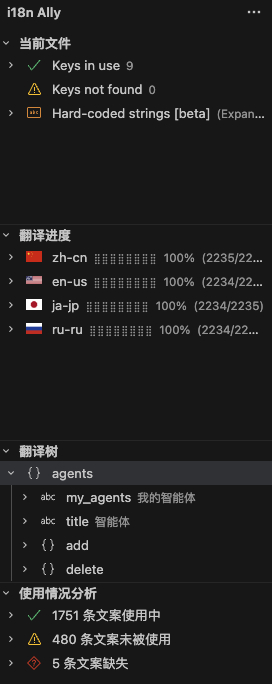 i18n Ally
当前文件
Keys in use 9
Keys not found 0
Hard-coded strings [beta] (Expan...
翻译进度
zh-cn ⣿⣿⣿⣿⣿⣿⣿⣿⣿ 100% (2235/22...
en-us ⣿⣿⣿⣿⣿⣿⣿⣿⣿ 100% (2234/22...
ja-jp ⣿⣿⣿⣿⣿⣿⣿⣿⣿ 100% (2234/2235)
ru-ru ⣿⣿⣿⣿⣿⣿⣿⣿⣿ 100% (2234/22...
翻译树
{} agents
abc my_agents 我的智能体
abc title 智能体
{} add
{} delete
使用情况分析
1751 条文案使用中
480 条文案未被使用
5 条文案缺失